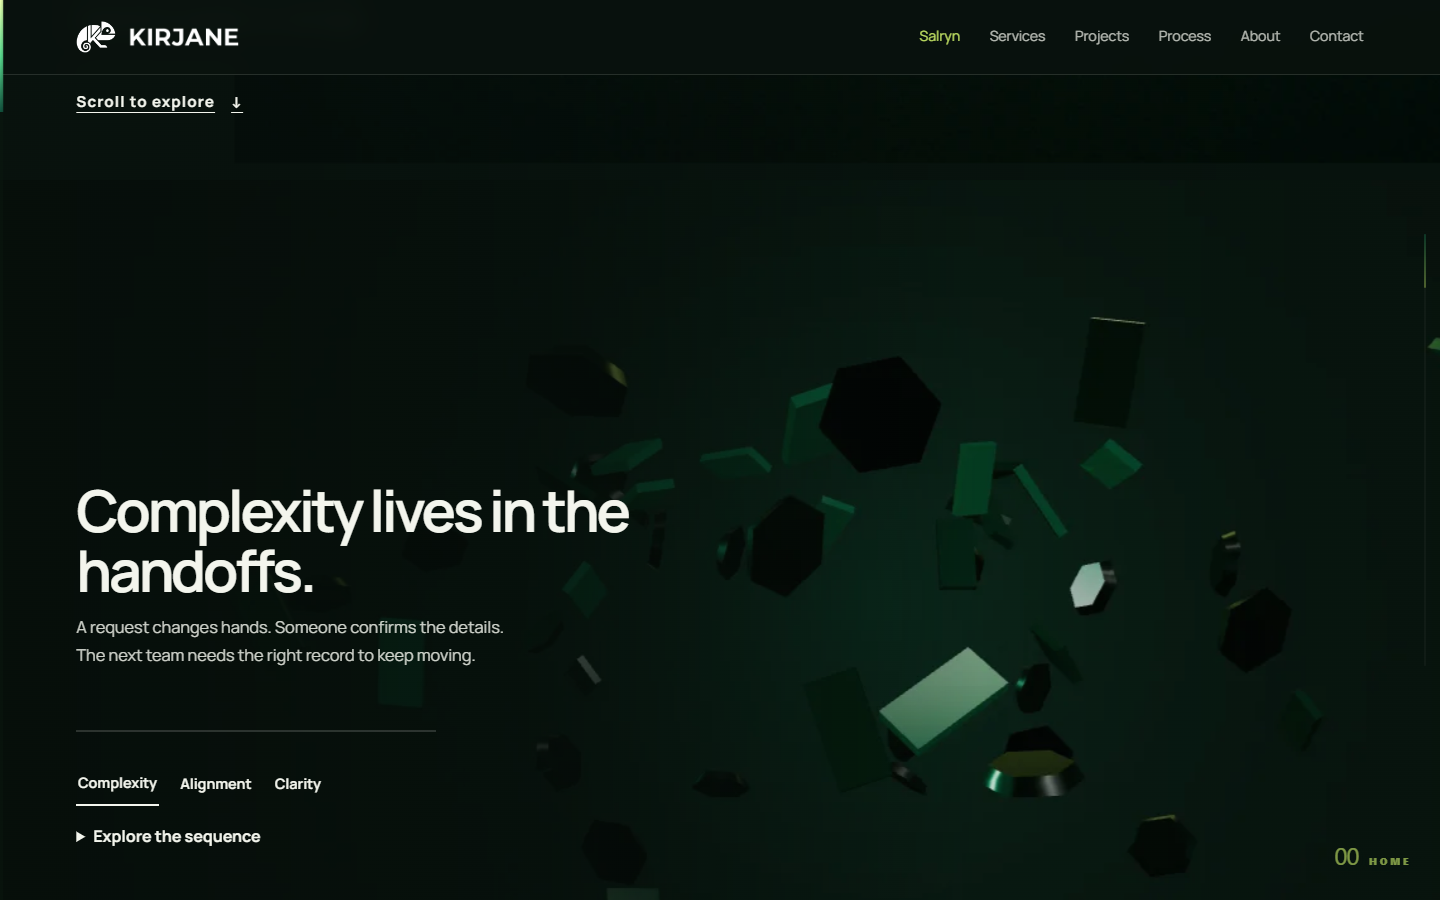 KIRJANE
Salryn Services Projects Process About Contact
Scroll to explore ↓
Complexity lives in the
handoffs.
A request changes hands. Someone confirms the details.
The next team needs the right record to keep moving.
Complexity Alignment Clarity
▶ Explore the sequence
00 HOME